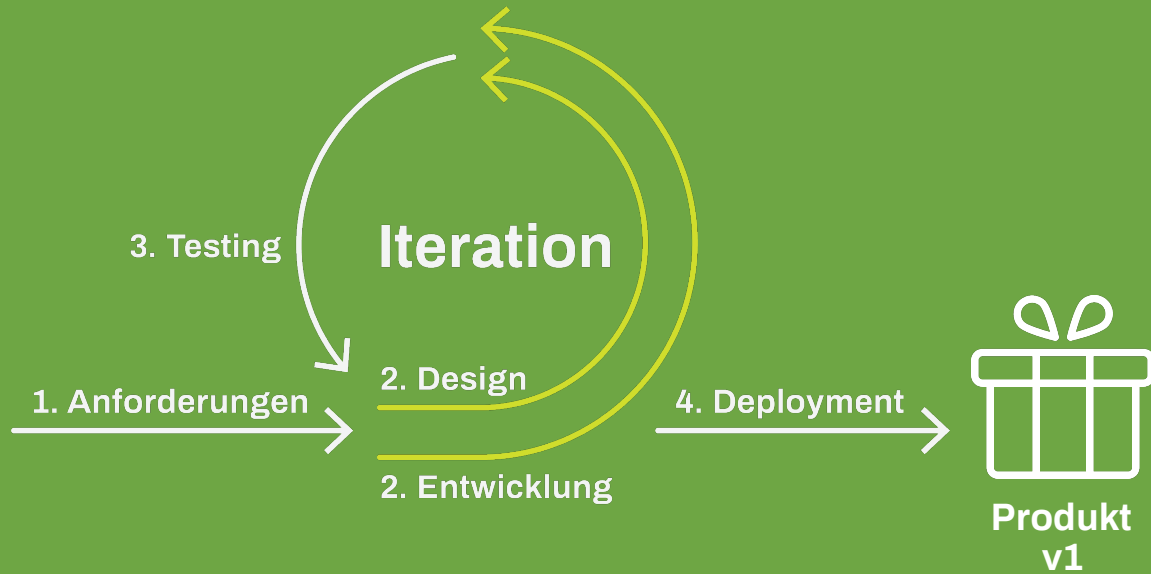 Iteration
3. Testing
2. Design
1. Anforderungen
4. Deployment
2. Entwicklung
Produkt
v1